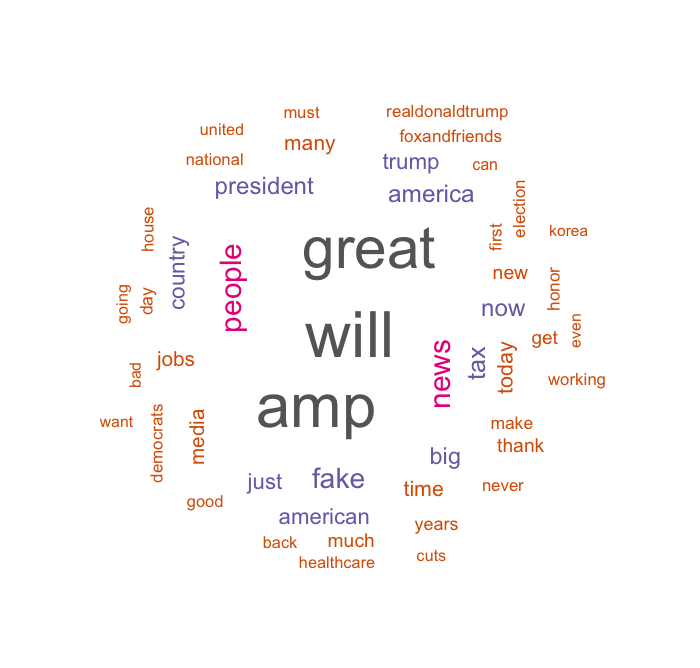 must
realdonaldtrump
united
many
foxandfriends
national
trump
can
president
america
house
country
people
great
first
election
korea
going
day
new
honor
now
will
get
even
bad
jobs
news
tax
today
working
want
democrats
media
amp
make
thank
big
good
just
fake
time
never
american
years
back
much
healthcare
cuts